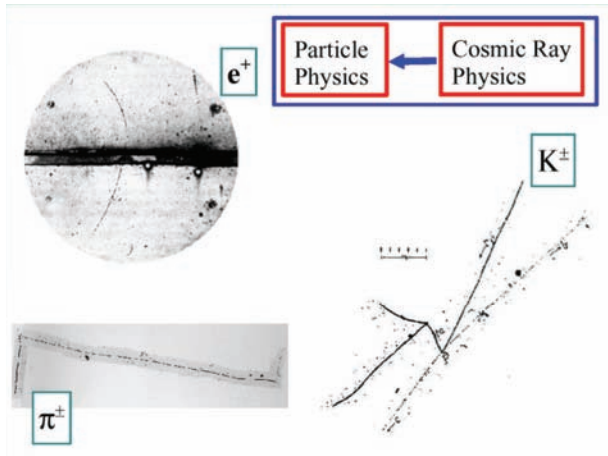 e⁺
Particle
Physics
Cosmic Ray
Physics
K±
π±